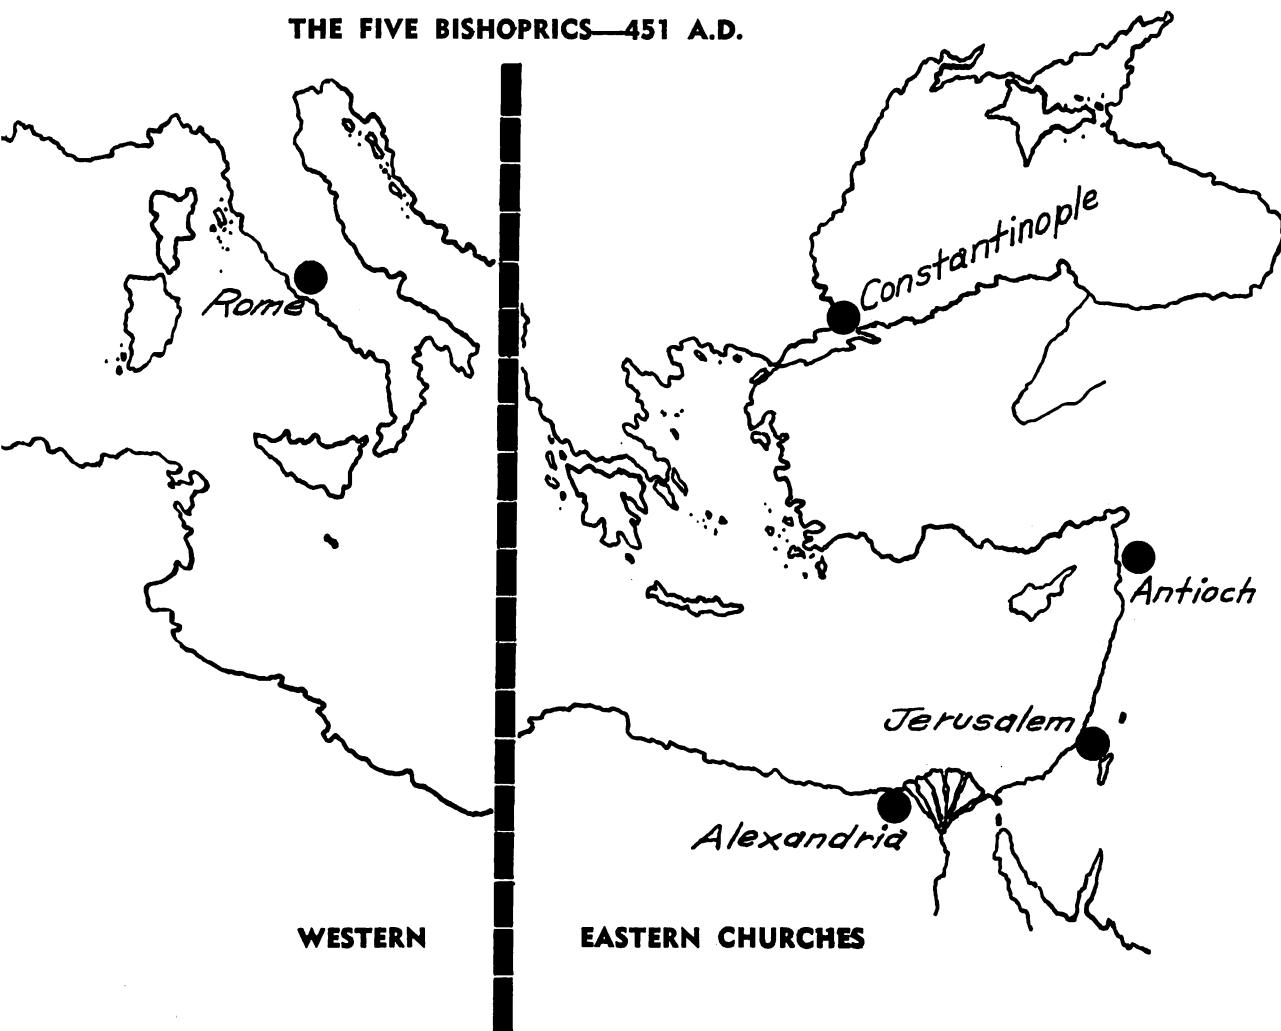 THE FIVE BISHOPRICS—451 A.D.
Constantinople
Rome
Antioch
Jerusalem
Alexandria
WESTERN
EASTERN CHURCHES